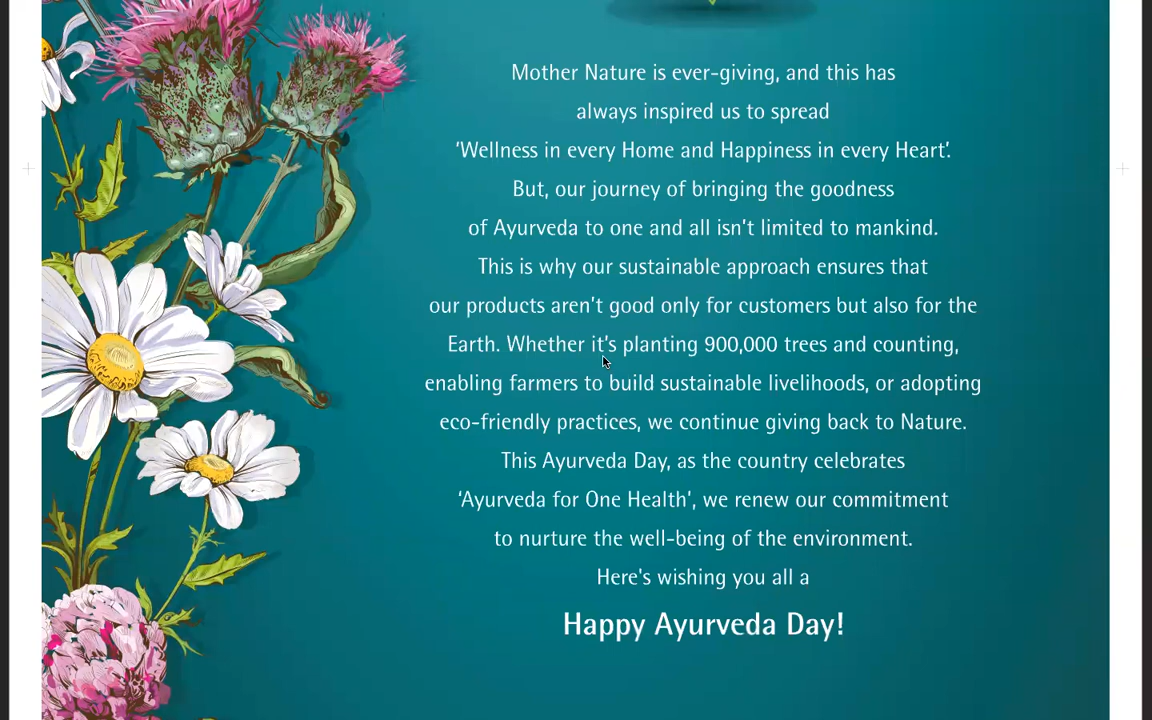 Mother Nature is ever-giving, and this has
always inspired us to spread
'Wellness in every Home and Happiness in every Heart'.
But, our journey of bringing the goodness
of Ayurveda to one and all isn't limited to mankind.
This is why our sustainable approach ensures that
our products aren't good only for customers but also for the
Earth. Whether it's planting 900,000 trees and counting,
enabling farmers to build sustainable livelihoods, or adopting
eco-friendly practices, we continue giving back to Nature.
This Ayurveda Day, as the country celebrates
'Ayurveda for One Health', we renew our commitment
to nurture the well-being of the environment.
Here's wishing you all a
Happy Ayurveda Day!